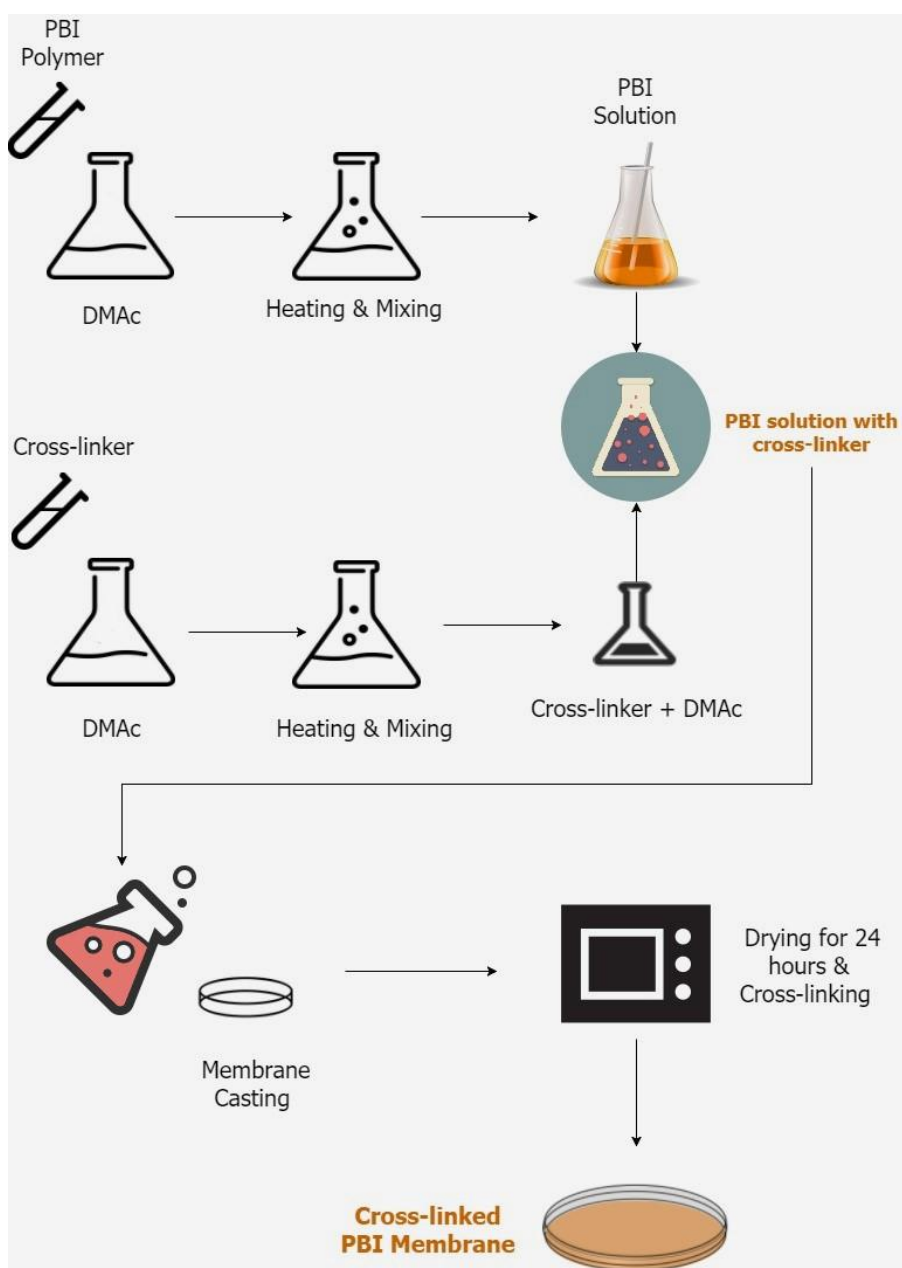 PBI
Polymer
PBI
Solution
DMAc
Heating & Mixing
PBI solution with
cross-linker
Cross-linker
DMAc
Heating & Mixing
Cross-linker + DMAc
Drying for 24
hours &
Cross-linking
Membrane
Casting
Cross-linked
PBI Membrane